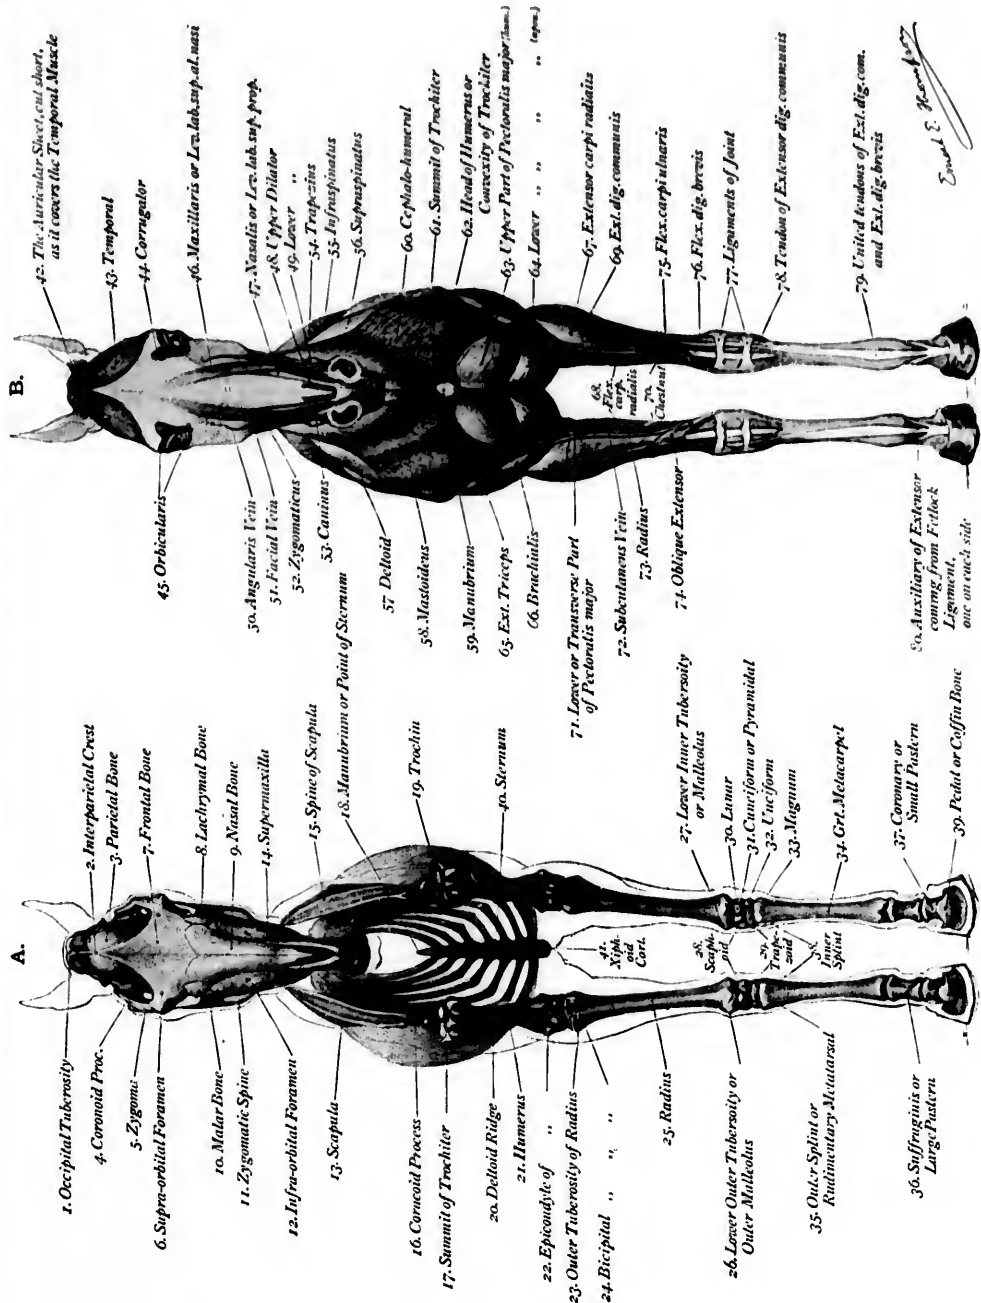 A.
1. Occipital Tuberosity
2. Interparietal Crest
3. Parietal Bone
4. Coronoid Proc.
5. Zygoma
6. Supra-orbital Foramen
7. Frontal Bone
8. Lachrymal Bone
9. Nasal Bone
10. Malar Bone
11. Zygomatic Spine
12. Infra-orbital Foramen
14. Supermaxilla
13. Scapula
15. Spine of Scapula
18. Manubrium or Point of Sternum
16. Coracoid Process
17. Summit of Trochiter
19. Trochin
20. Deltoid Ridge
40. Sternum
21. Humerus
22. Epicondyle of „
23. Outer Tuberosity of Radius
24. Bicipital „ „ „
41.
Xiph-
oid
Cort.
25. Radius
27. Lower Inner Tuberosity
or Malleolus
26. Lower Outer Tuberosity or
Outer Malleolus
28.
Scaph-
oid
29.
Trape-
zoid
38.
Inner
Splint
30. Lunar
31. Cuneiform or Pyramidal
32. Unciform
33. Magnum
34. Grt. Metacarpel
35. Outer Splint or
Rudimentary Metatarsal
36. Suffraginis or
Large Pastern
37. Coronary or
Small Pastern
39. Pedal or Coffin Bone
B.
42. The Auricular Sheet, cut short,
as it covers the Temporal Muscle
43. Temporal
44. Corrugator
45. Orbicularis
46. Maxillaris or Lev. lab. sup. al. nasi
47. Nasalis or Lev. lab. sup. prop.
48. Upper Dilator
49. Lower „
50. Angularis Vein
51. Facial Vein
52. Zygomaticus
53. Caninus
54. Trapezius
55. Infraspinatus
56. Supraspinatus
57 Deltoid
58. Mastoideus
59. Manubrium
60. Cephalo-humeral
61. Summit of Trochiter
62. Head of Humerus or
Convexity of Trochiter
63. Upper Part of Pectoralis major (hum.)
64. Lower „ „ „ „
65. Ext. Triceps
66. Brachialis
67. Extensor carpi radialis
69. Ext. dig. communis
71. Lower or Transverse Part
of Pectoralis major
68.
Flex.
carp.
radialis
70.
Chestnut
72. Subcutaneus Vein
73. Radius
74. Oblique Extensor
75. Flex. carpi ulnaris
76. Flex. dig. brevis
77. Ligaments of Joint
78. Tendon of Extensor dig. communis
79. United tendons of Ext. dig. com.
and Ext. dig brevis
80. Auxiliary of Extensor
coming from Fetlock
Ligament,
one on each side